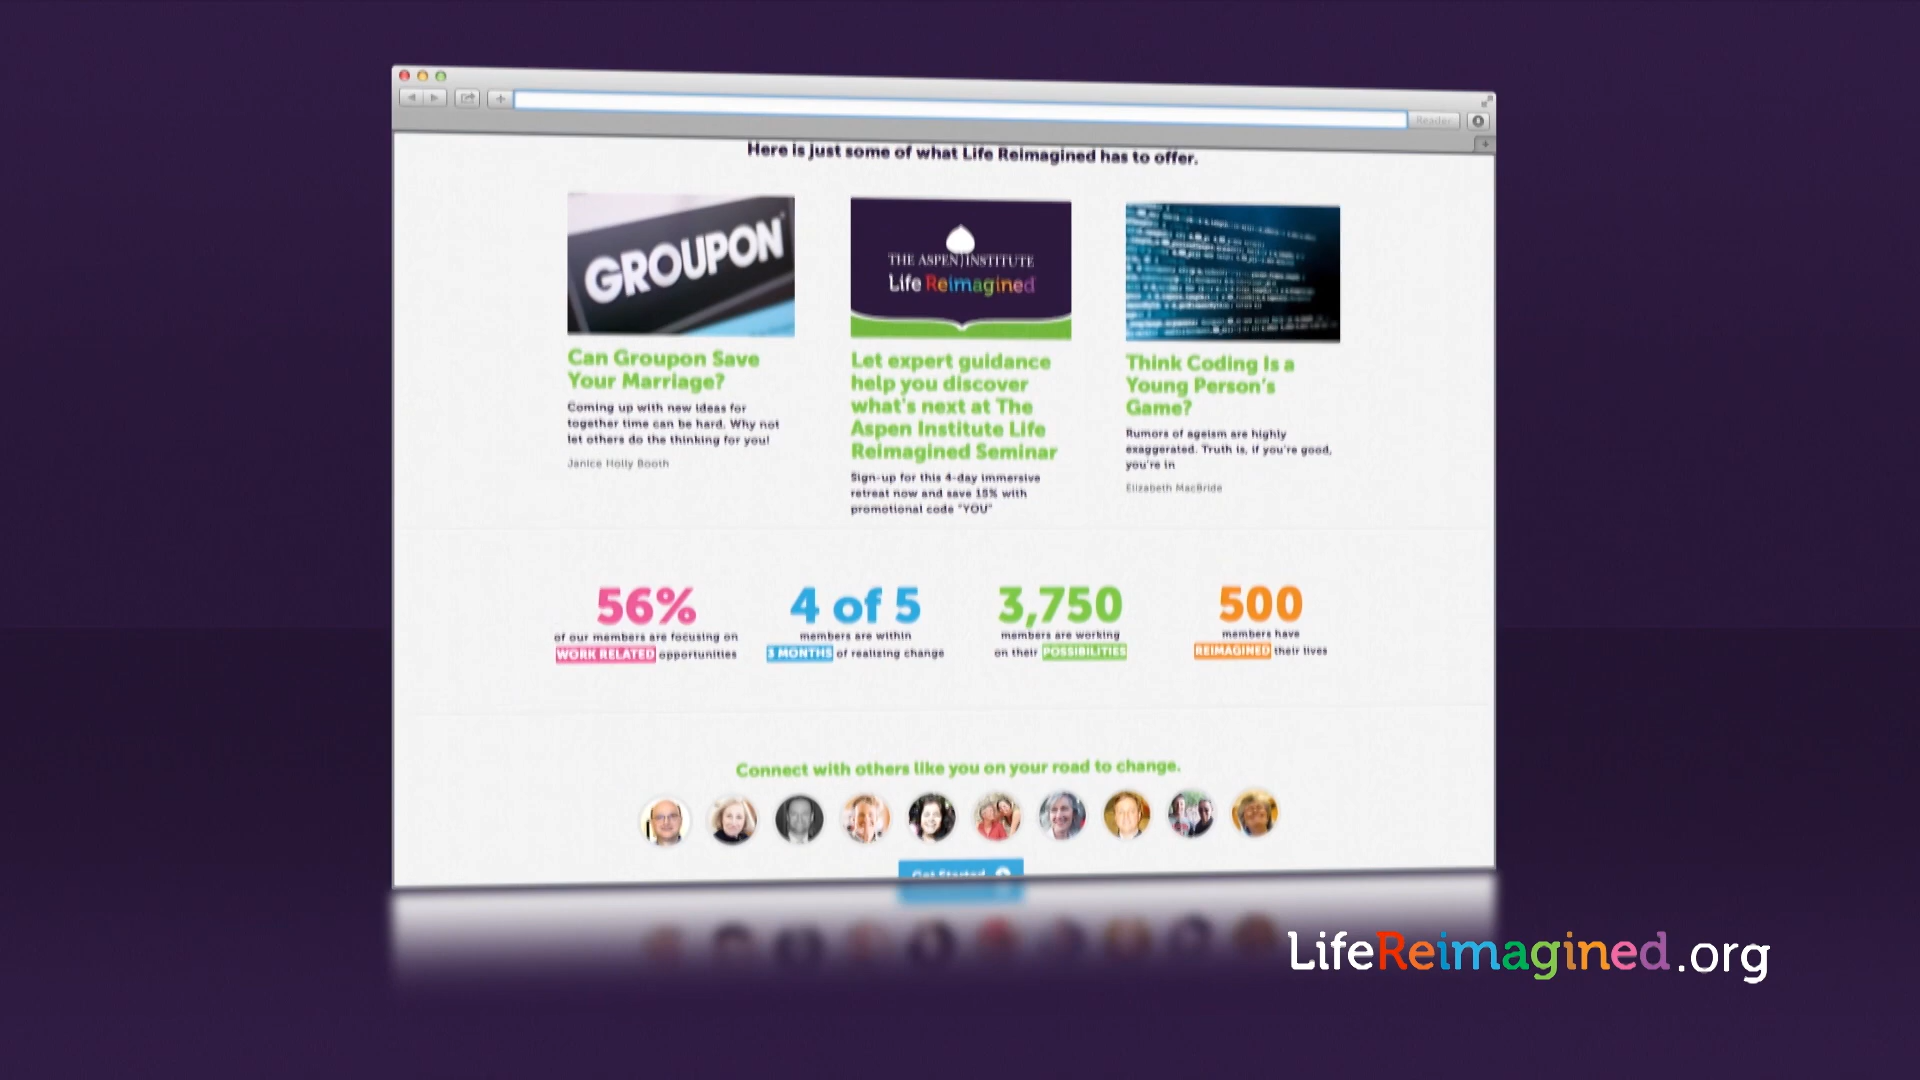 Reader
Here is just some of what Life Reimagined has to offer.
GROUPON
THE ASPEN INSTITUTE
Life Reimagined
Can Groupon Save
Your Marriage?
Coming up with new ideas for
together time can be hard. Why not
let others do the thinking for you!
Janice Holly Booth
Let expert guidance
help you discover
what's next at The
Aspen Institute Life
Reimagined Seminar
Sign-up for this 4-day immersive
retreat now and save 15% with
promotional code "YOU"
Think Coding Is a
Young Person's
Game?
Rumors of ageism are highly
exaggerated. Truth is, if you're good,
you're in
Elizabeth MacBride
56%
of our members are focusing on
WORK RELATED opportunities
4 of 5
members are within
3 MONTHS of realizing change
3,750
members are working
on their POSSIBILITIES
500
members have
REIMAGINED their lives
Connect with others like you on your road to change.
Get Started
LifeReimagined.org